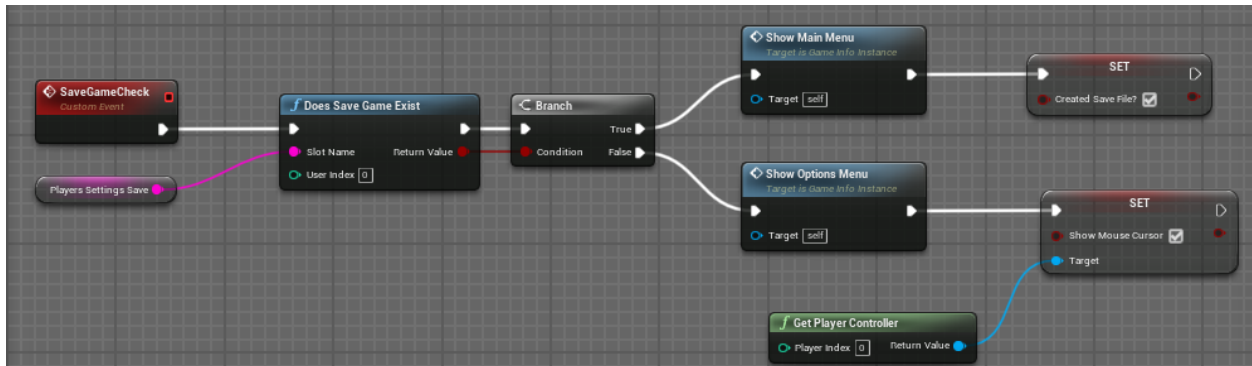 SaveGameCheck
Custom Event
Players Settings Save
f Does Save Game Exist
Slot Name Return Value
User Index 0
Branch
True
Condition False
Show Main Menu
Target is Game Info Instance
Target self
SET
Created Save File?
Show Options Menu
Target is Game Info Instance
Target self
SET
Show Mouse Cursor
Target
f Get Player Controller
Player Index 0 Return Value